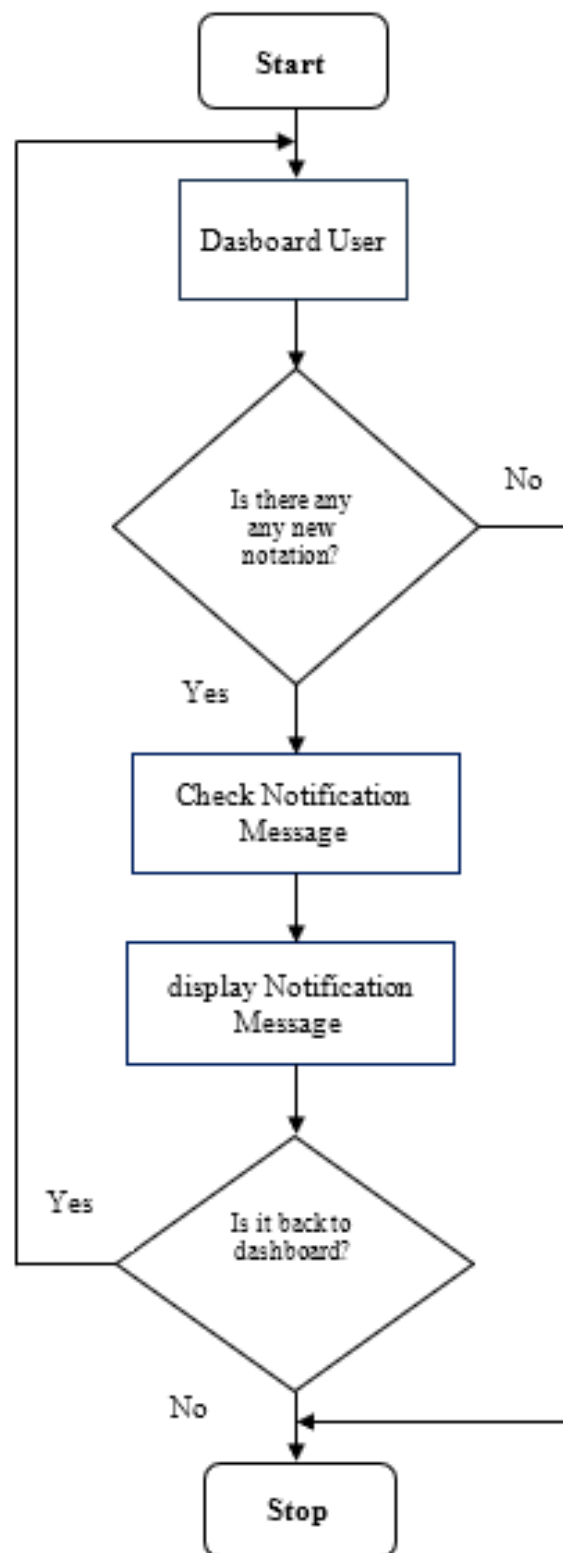 Start
Dasboard User
Is there any
any new
notation?
No
Yes
Check Notification
Message
display Notification
Message
Is it back to
dashboard?
Yes
No
Stop